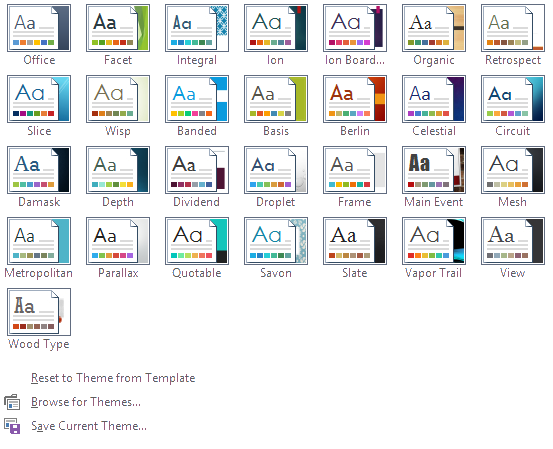 Aa Aa Aa Aa Aa Aa Aa
Office Facet Integral Ion Ion Board... Organic Retrospect
Aa Aa Aa Aa Aa Aa Aa
Slice Wisp Banded Basis Berlin Celestial Circuit
Aa Aa Aa Aa Aa Aa Aa
Damask Depth Dividend Droplet Frame Main Event Mesh
Aa Aa Aa Aa Aa Aa Aa
Metropolitan Parallax Quotable Savon Slate Vapor Trail View
Aa
Wood Type
Reset to Theme from Template
Browse for Themes...
Save Current Theme...